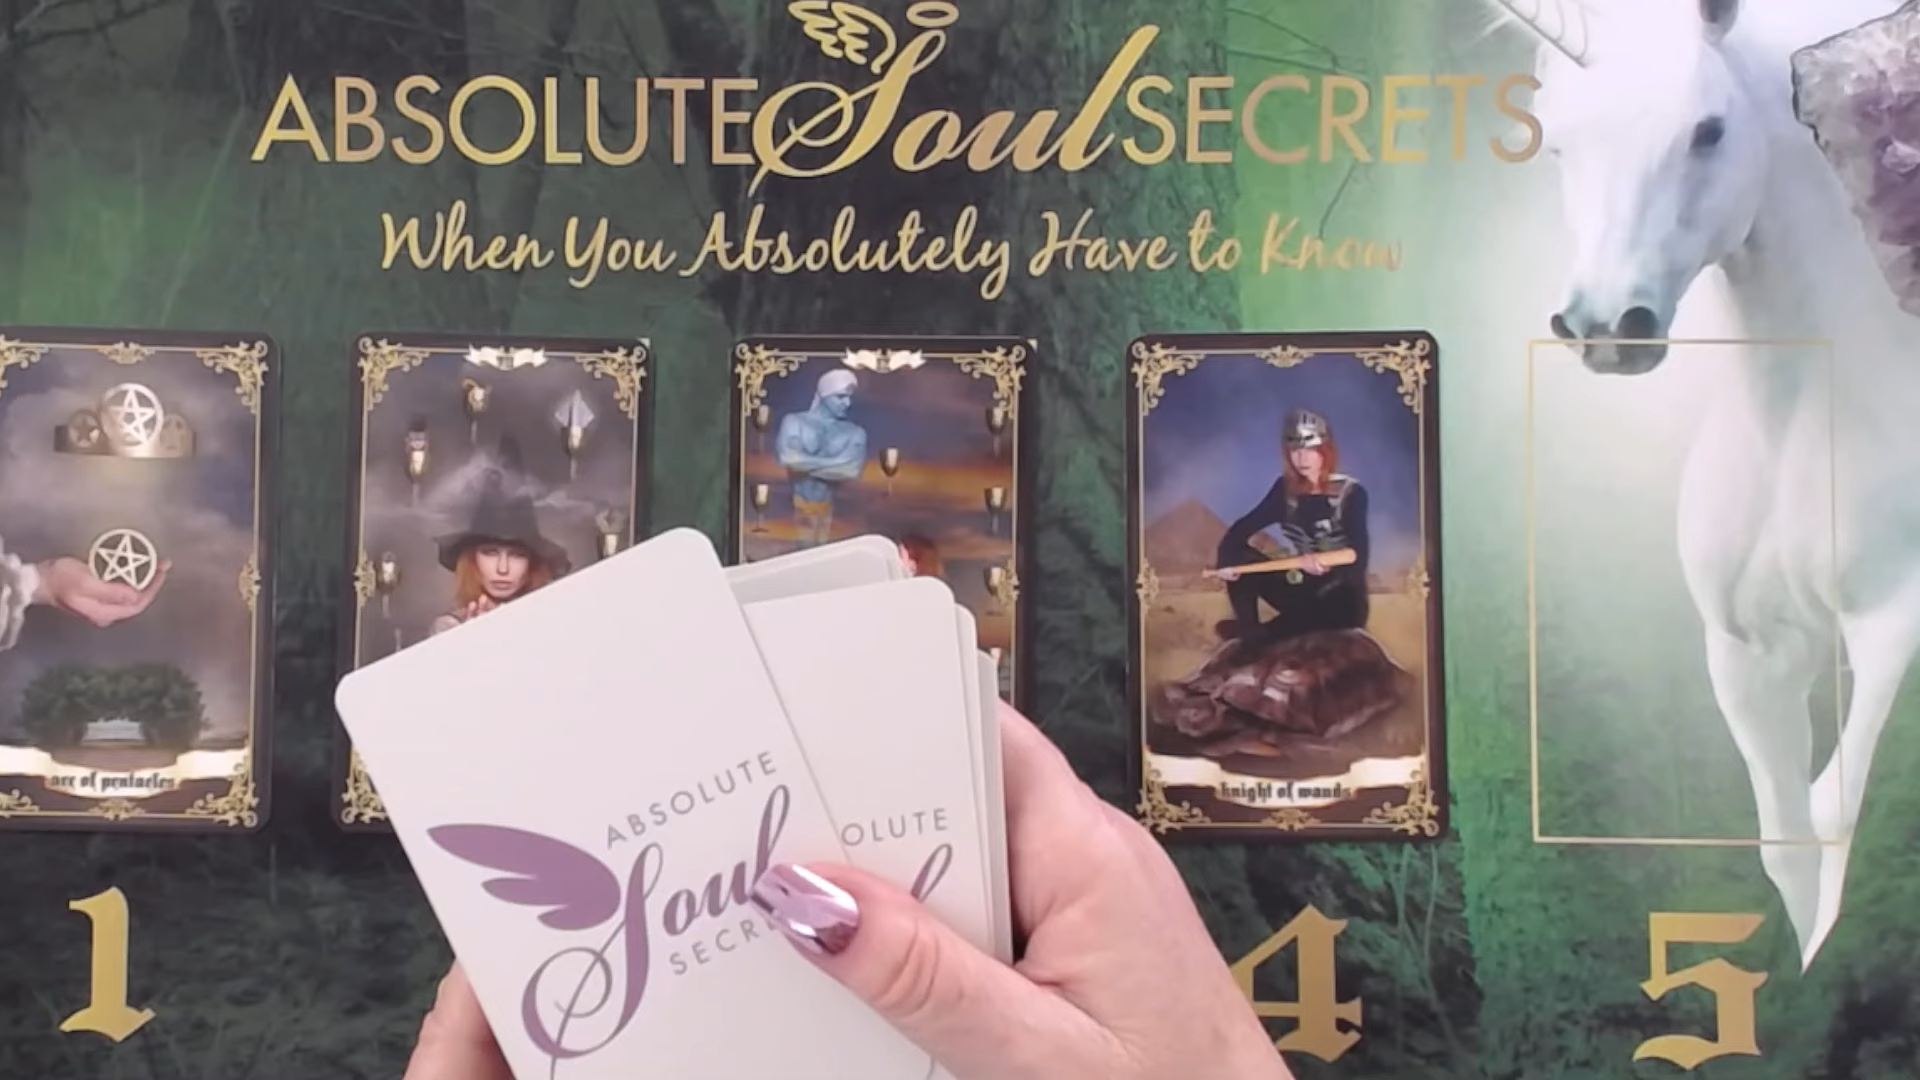 ABSOLUTE Soul SECRETS
When You Absolutely Have to Know
ace of pentacles
knight of wands
ABSOLUTE
Soul
OLUTE
1
4
5